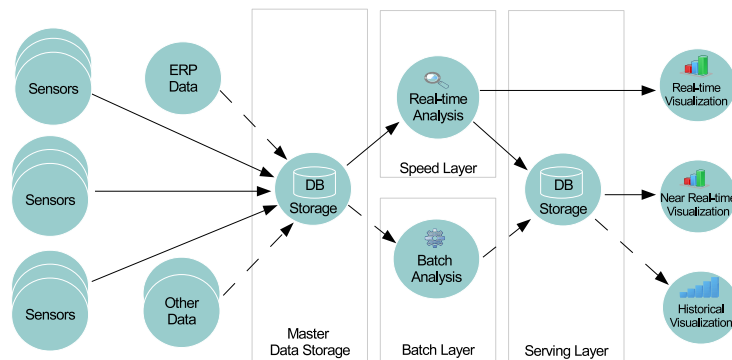 Sensors
Sensors
Sensors
ERP
Data
Other
Data
DB
Storage
Master
Data Storage
Real-time
Analysis
Speed Layer
Batch
Analysis
Batch Layer
DB
Storage
Serving Layer
Real-time
Visualization
Near Real-time
Visualization
Historical
Visualization